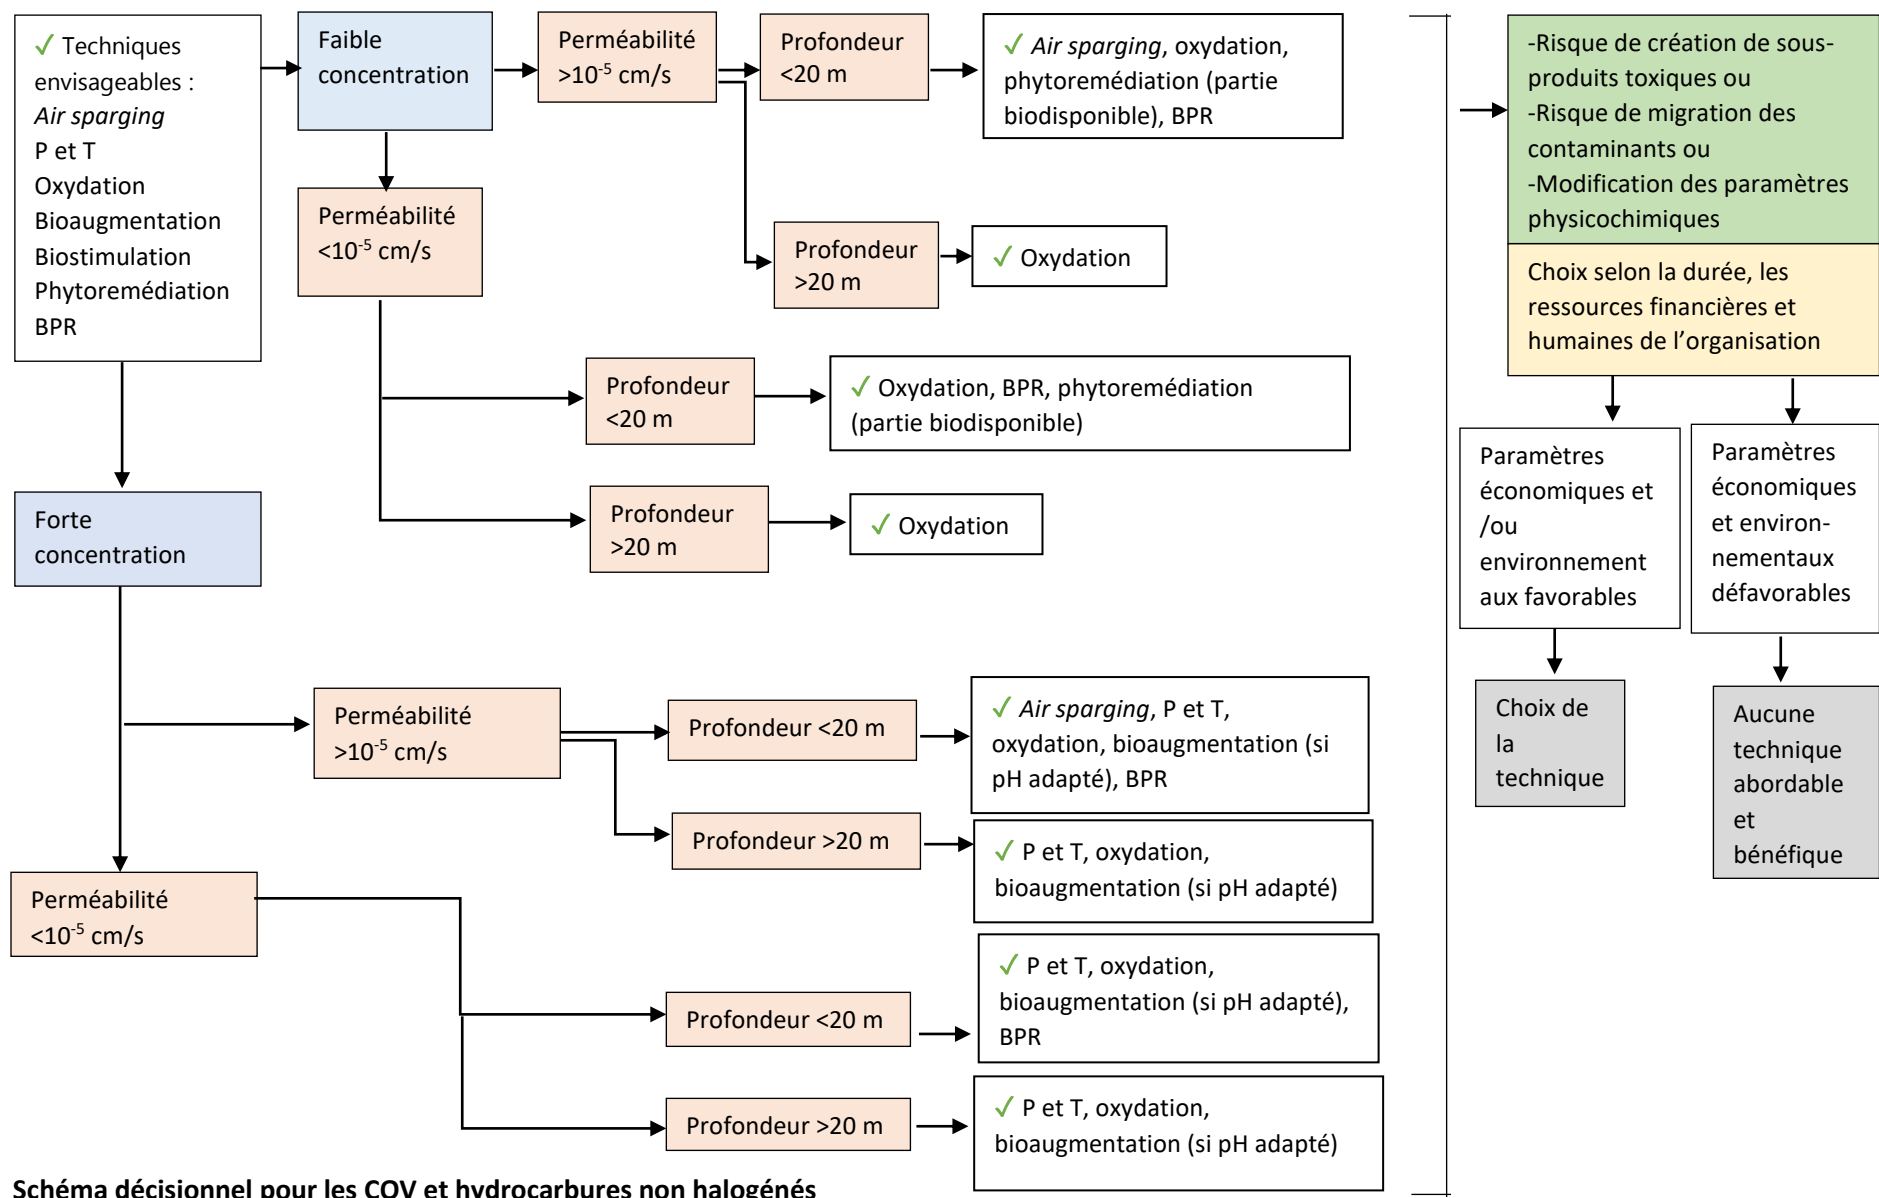 ✓ Techniques
envisageables :
Air sparging
P et T
Oxydation
Bioaugmentation
Biostimulation
Phytoremédiation
BPR
Faible
concentration
Perméabilité
>10⁻⁵ cm/s
Profondeur
<20 m
✓ Air sparging, oxydation,
phytoremédiation (partie
biodisponible), BPR
Perméabilité
<10⁻⁵ cm/s
Profondeur
>20 m
✓ Oxydation
Profondeur
<20 m
✓ Oxydation, BPR, phytoremédiation
(partie biodisponible)
Profondeur
>20 m
✓ Oxydation
Forte
concentration
Perméabilité
>10⁻⁵ cm/s
Profondeur <20 m
✓ Air sparging, P et T,
oxydation, bioaugmentation (si
pH adapté), BPR
Profondeur >20 m
✓ P et T, oxydation,
bioaugmentation (si pH adapté)
Perméabilité
<10⁻⁵ cm/s
Profondeur <20 m
✓ P et T, oxydation,
bioaugmentation (si pH adapté),
BPR
Profondeur >20 m
✓ P et T, oxydation,
bioaugmentation (si pH adapté)
-Risque de création de sous-
produits toxiques ou
-Risque de migration des
contaminants ou
-Modification des paramètres
physicochimiques
Choix selon la durée, les
ressources financières et
humaines de l’organisation
Paramètres
économiques et
/ou
environnement
aux favorables
Paramètres
économiques
et environ-
nementaux
défavorables
Choix de
la
technique
Aucune
technique
abordable
et
bénéfique
Schéma décisionnel pour les COV et hydrocarbures non halogénés